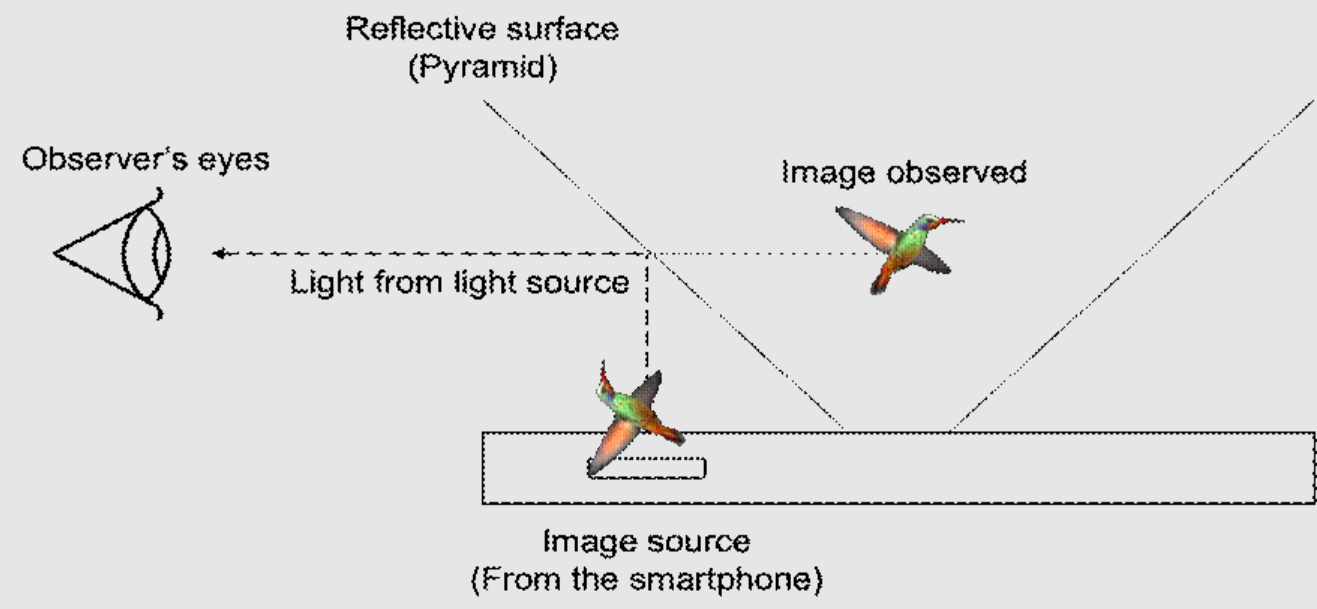 Reflective surface
(Pyramid)
Observer's eyes
Image observed
Light from light source
Image source
(From the smartphone)